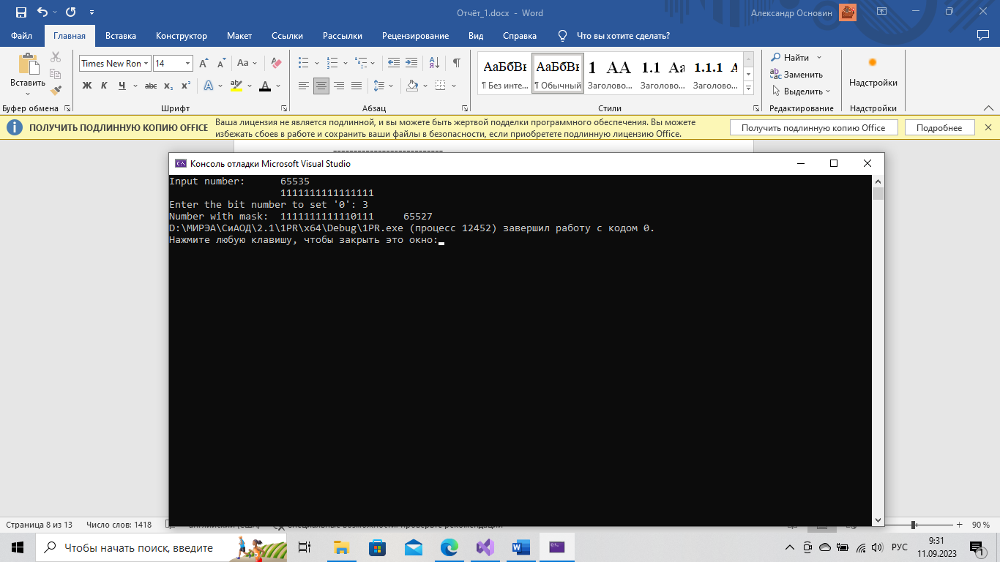 Отчёт_1.docx - Word
Александр Основин
Файл Главная Вставка Конструктор Макет Ссылки Рассылки Рецензирование Вид Справка Что вы хотите сделать?
Вставить
Буфер обмена
Times New Ron 14
Aa
Ж К Ч abc x₂ x²
Шрифт
Абзац
АаБбВн АаБбВн 1 АА 1.1 Аа 1.1.1 А
¶ Без инте... ¶ Обычный Заголово... Заголово... Заголово...
Стили
Найти
Заменить
Выделить
Редактирование
Настройки
Настройки
ПОЛУЧИТЬ ПОДЛИННУЮ КОПИЮ OFFICE
Ваша лицензия не является подлинной, и вы можете быть жертвой подделки программного обеспечения. Вы можете
избежать сбоев в работе и сохранить ваши файлы в безопасности, если приобретете подлинную лицензию Office.
Получить подлинную копию Office
Подробнее
Консоль отладки Microsoft Visual Studio
Input number: 65535
1111111111111111
Enter the bit number to set '0': 3
Number with mask: 1111111111110111 65527
D:\МИРЭА\СиАОД\2.1\1PR\x64\Debug\1PR.exe (процесс 12452) завершил работу с кодом 0.
Нажмите любую клавишу, чтобы закрыть это окно:
Страница 8 из 13 Число слов: 1418
90 %
Чтобы начать поиск, введите
РУС
9:31
11.09.2023
1